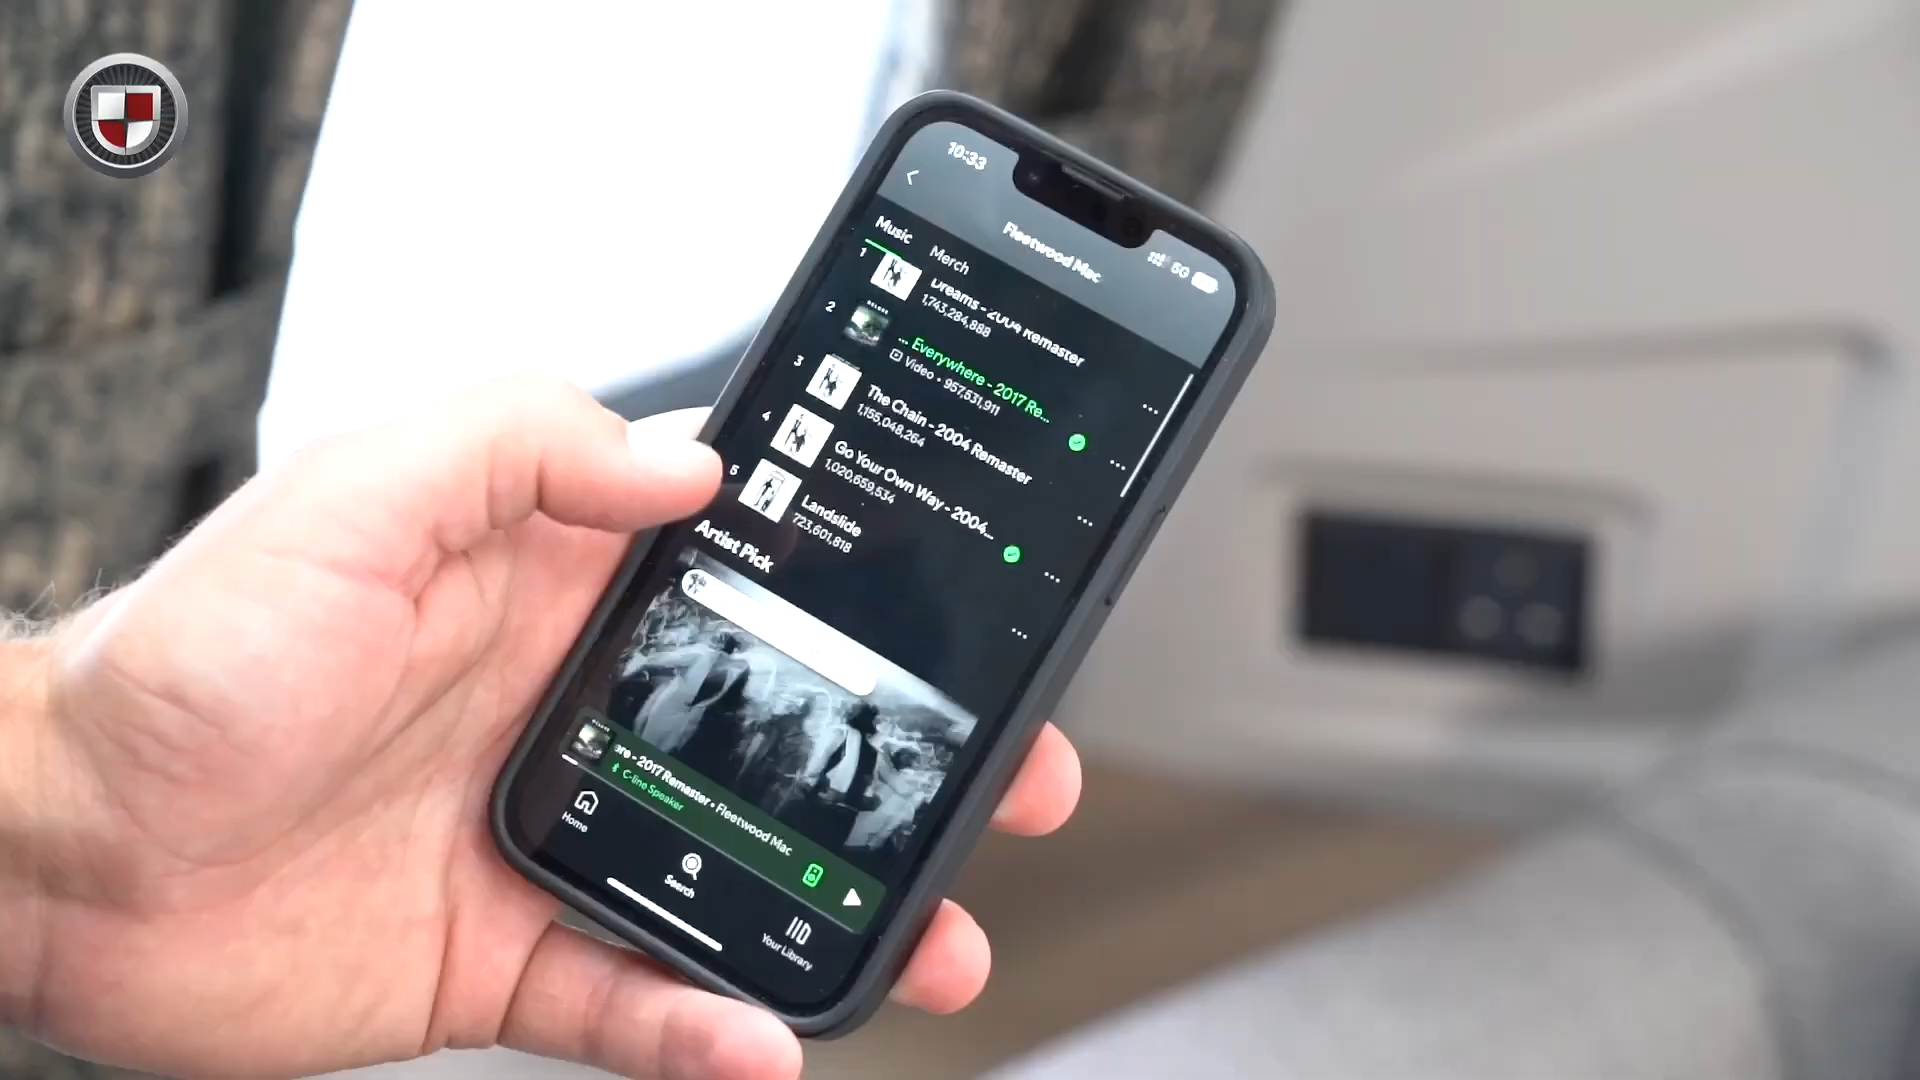 10:33
5G
Fleetwood Mac
Music
Merch
1
Dreams - 2004 Remaster
1,743,284,888
2
... Everywhere - 2017 Re...
Video • 957,531,911
3
The Chain - 2004 Remaster
1,155,048,264
4
Go Your Own Way - 2004...
1,020,659,534
5
Landslide
723,601,818
Artist Pick
ere - 2017 Remaster • Fleetwood Mac
C-line Speaker
Home
Search
Your Library